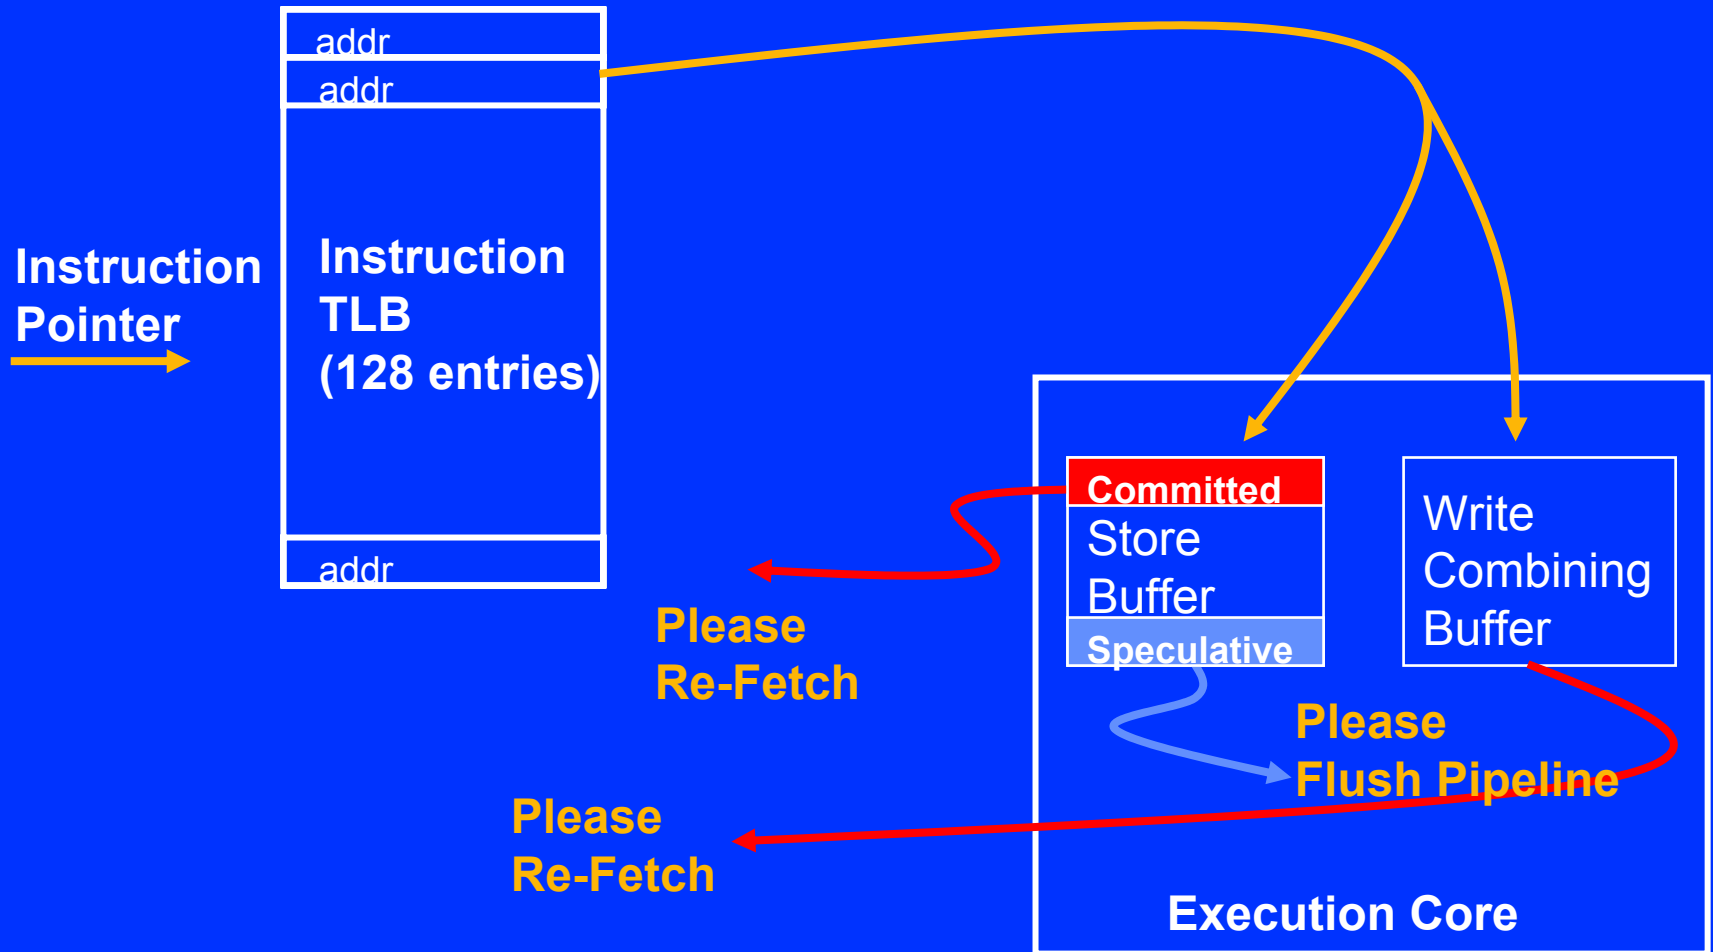 addr
addr
Instruction
Pointer
Instruction
TLB
(128 entries)
addr
Committed
Store
Buffer
Speculative
Write
Combining
Buffer
Please
Re-Fetch
Please
Flush Pipeline
Please
Re-Fetch
Execution Core